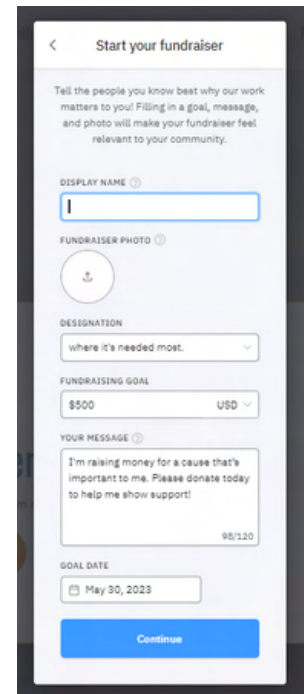 Start your fundraiser
Tell the people you know best why our work
matters to you! Filling in a goal, message,
and photo will make your fundraiser feel
relevant to your community.
DISPLAY NAME
FUNDRAISER PHOTO
DESIGNATION
where it's needed most.
FUNDRAISING GOAL
$500 USD
YOUR MESSAGE
I'm raising money for a cause that's
important to me. Please donate today
to help me show support!
98/120
GOAL DATE
May 30, 2023
Continue